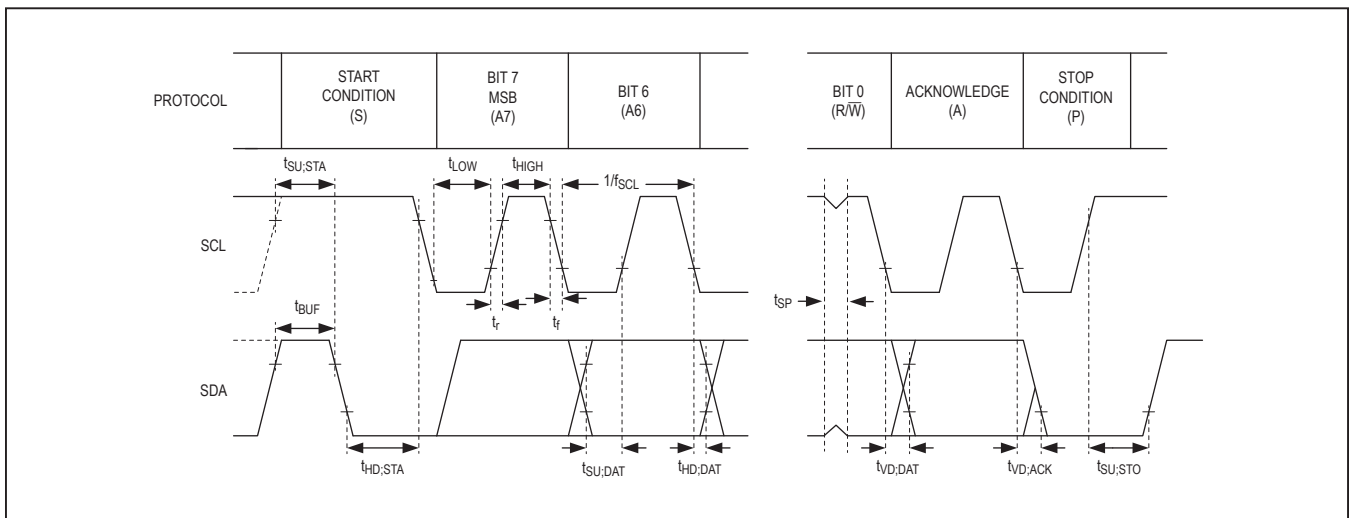 PROTOCOL
START
CONDITION
(S)
BIT 7
MSB
(A7)
BIT 6
(A6)
BIT 0
(R/W̅)
ACKNOWLEDGE
(A)
STOP
CONDITION
(P)
tSU;STA
tLOW
tHIGH
1/fSCL
SCL
tBUF
tr
tf
tSP
SDA
tHD;STA
tSU;DAT
tHD;DAT
tVD;DAT
tVD;ACK
tSU;STO